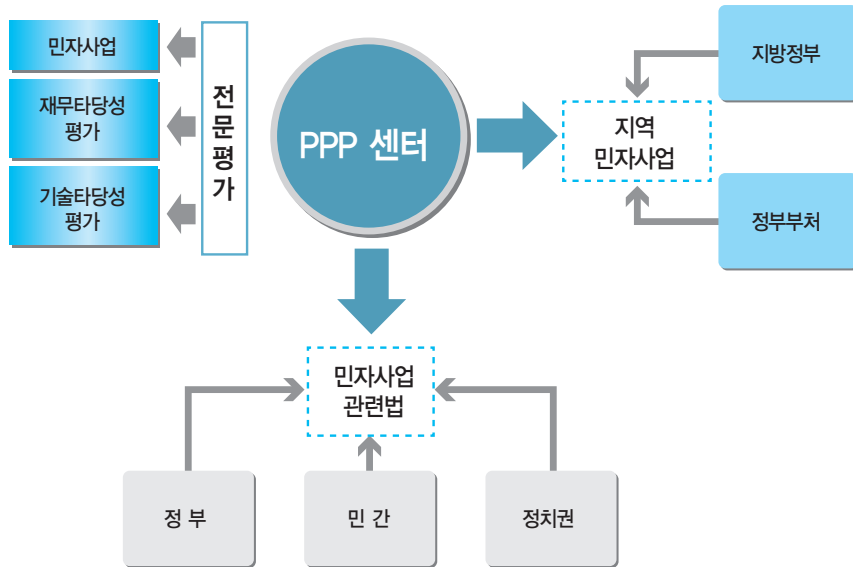 민자사업
재무타당성
평가
기술타당성
평가
전
문
평
가
PPP 센터
지역
민자사업
지방정부
정부부처
민자사업
관련법
정 부
민 간
정치권